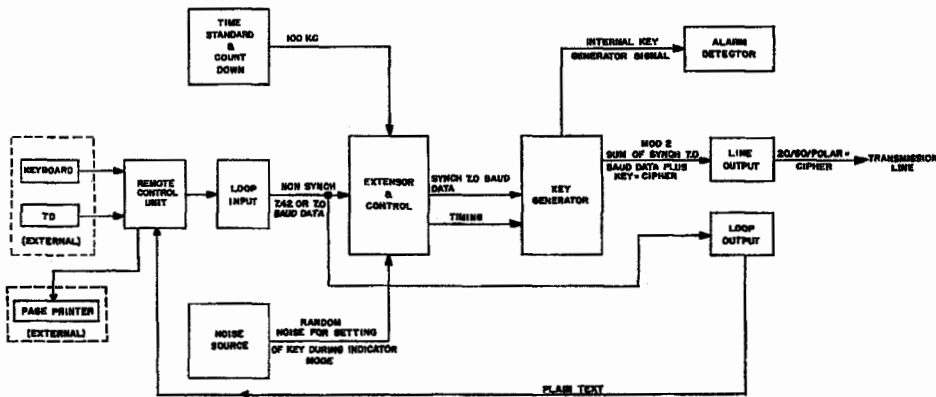 TIME
STANDARD
&
COUNT
DOWN
100 KC
INTERNAL KEY
GENERATOR SIGNAL
ALARM
DETECTOR
KEYBOARD
TD
(EXTERNAL)
REMOTE
CONTROL
UNIT
LOOP
INPUT
NON SYNCH
7.42 OR 7.0
BAUD DATA
EXTENSOR
&
CONTROL
SYNCH 7.0 BAUD
DATA
TIMING
KEY
GENERATOR
MOD 2
SUM OF SYNCH 7.0
BAUD DATA PLUS
KEY = CIPHER
LINE
OUTPUT
20/60/POLAR =
CIPHER
TRANSMISSION
LINE
LOOP
OUTPUT
PAGE PRINTER
(EXTERNAL)
NOISE
SOURCE
RANDOM
NOISE FOR SETTING
OF KEY DURING INDICATOR
MODE
PLAIN TEXT